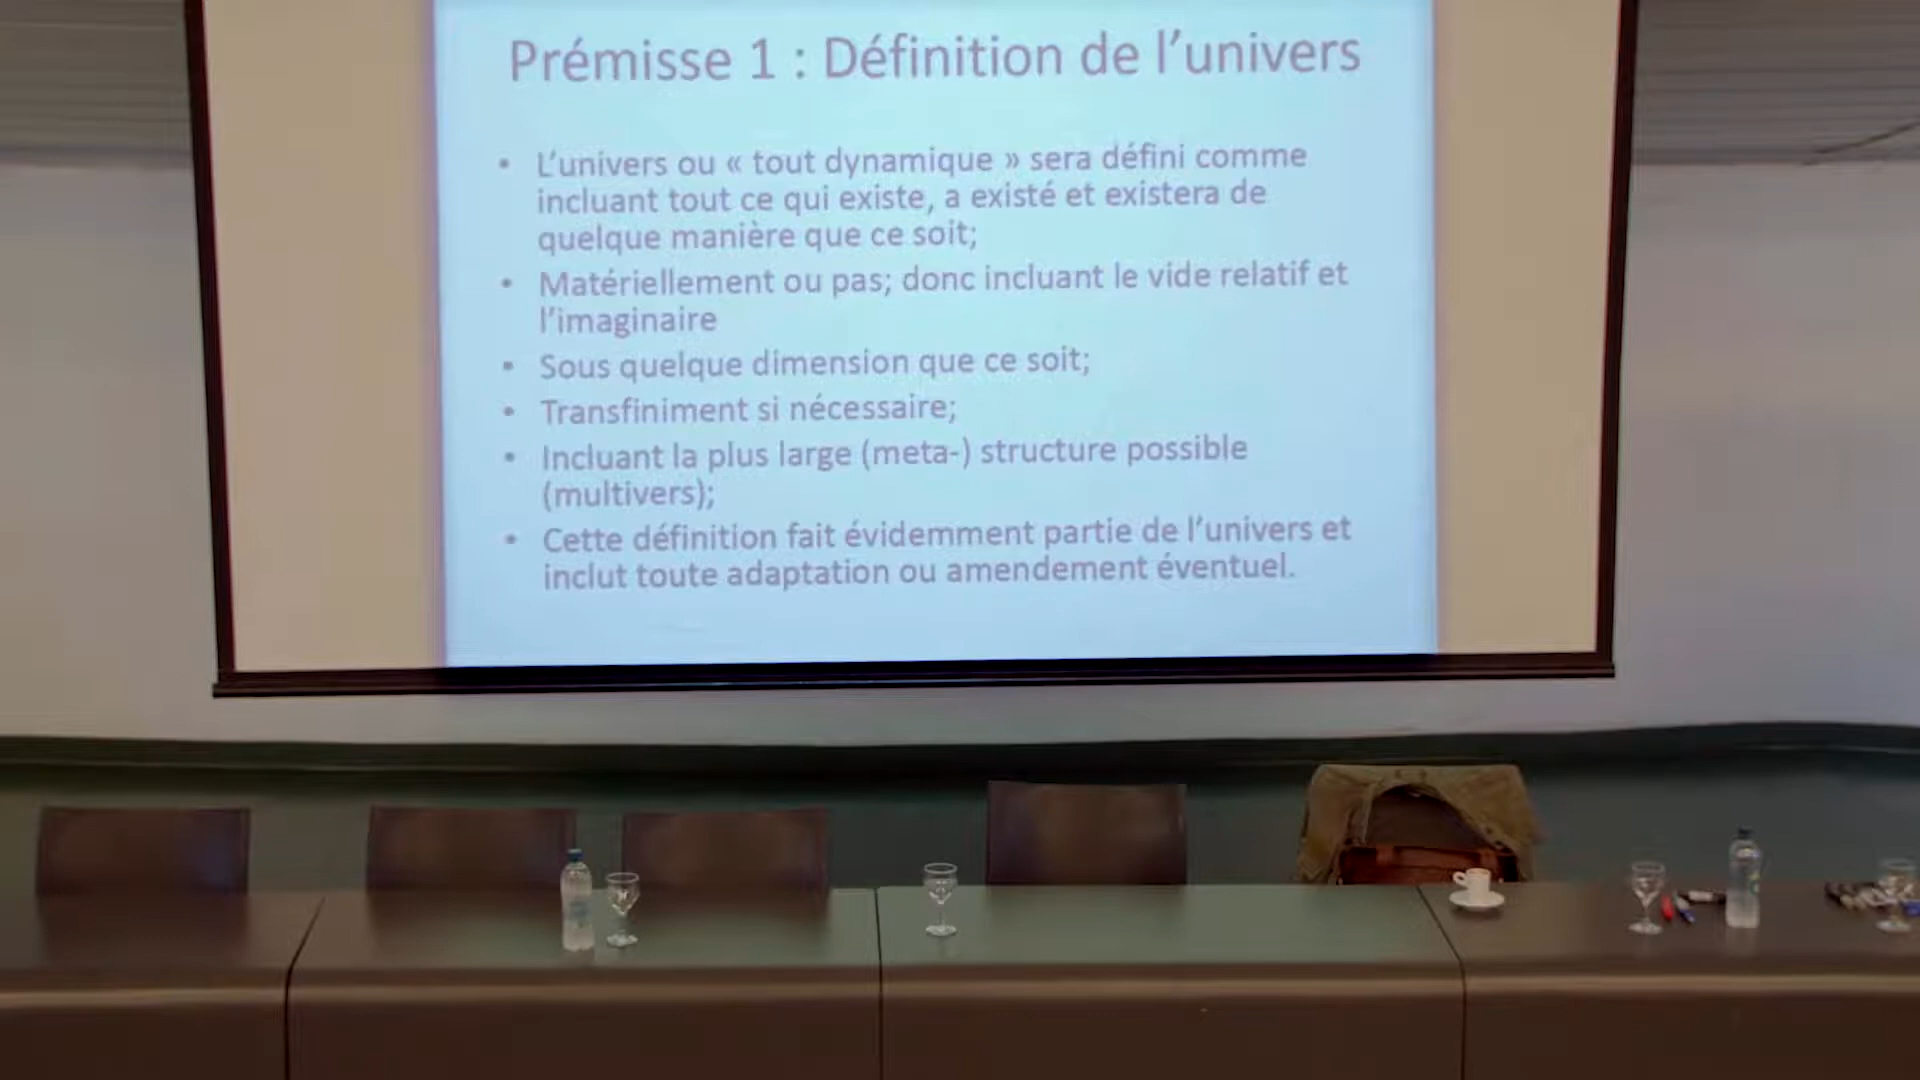 Prémisse 1 : Définition de l'univers
• L'univers ou « tout dynamique » sera défini comme
incluant tout ce qui existe, a existé et existera de
quelque manière que ce soit;
• Matériellement ou pas; donc incluant le vide relatif et
l'imaginaire
• Sous quelque dimension que ce soit;
• Transfiniment si nécessaire;
• Incluant la plus large (meta-) structure possible
(multivers);
• Cette définition fait évidemment partie de l'univers et
inclut toute adaptation ou amendement éventuel.